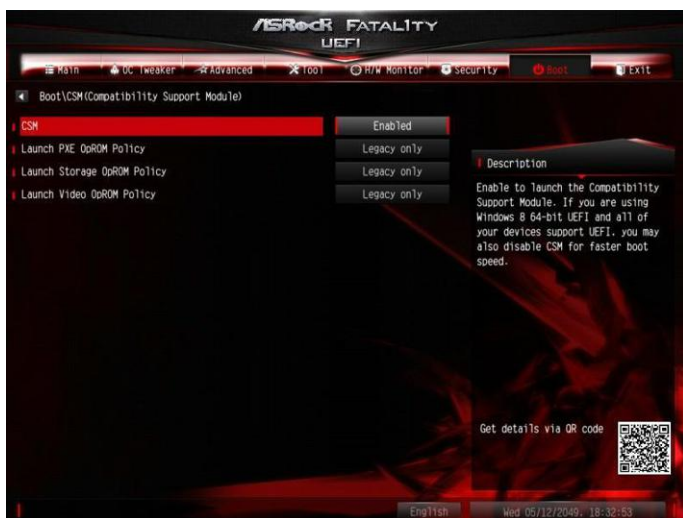 ASRock FATAL1TY
UEFI
Main OC Tweaker Advanced Tool H/W Monitor Security Boot Exit
Boot\CSM(Compatibility Support Module)
CSM Enabled
Launch PXE OpROM Policy Legacy only
Launch Storage OpROM Policy Legacy only
Launch Video OpROM Policy Legacy only
Description
Enable to launch the Compatibility
Support Module. If you are using
Windows 8 64-bit UEFI and all of
your devices support UEFI, you may
also disable CSM for faster boot
speed.
Get details via QR code
English Wed 05/12/2049, 18:32:53